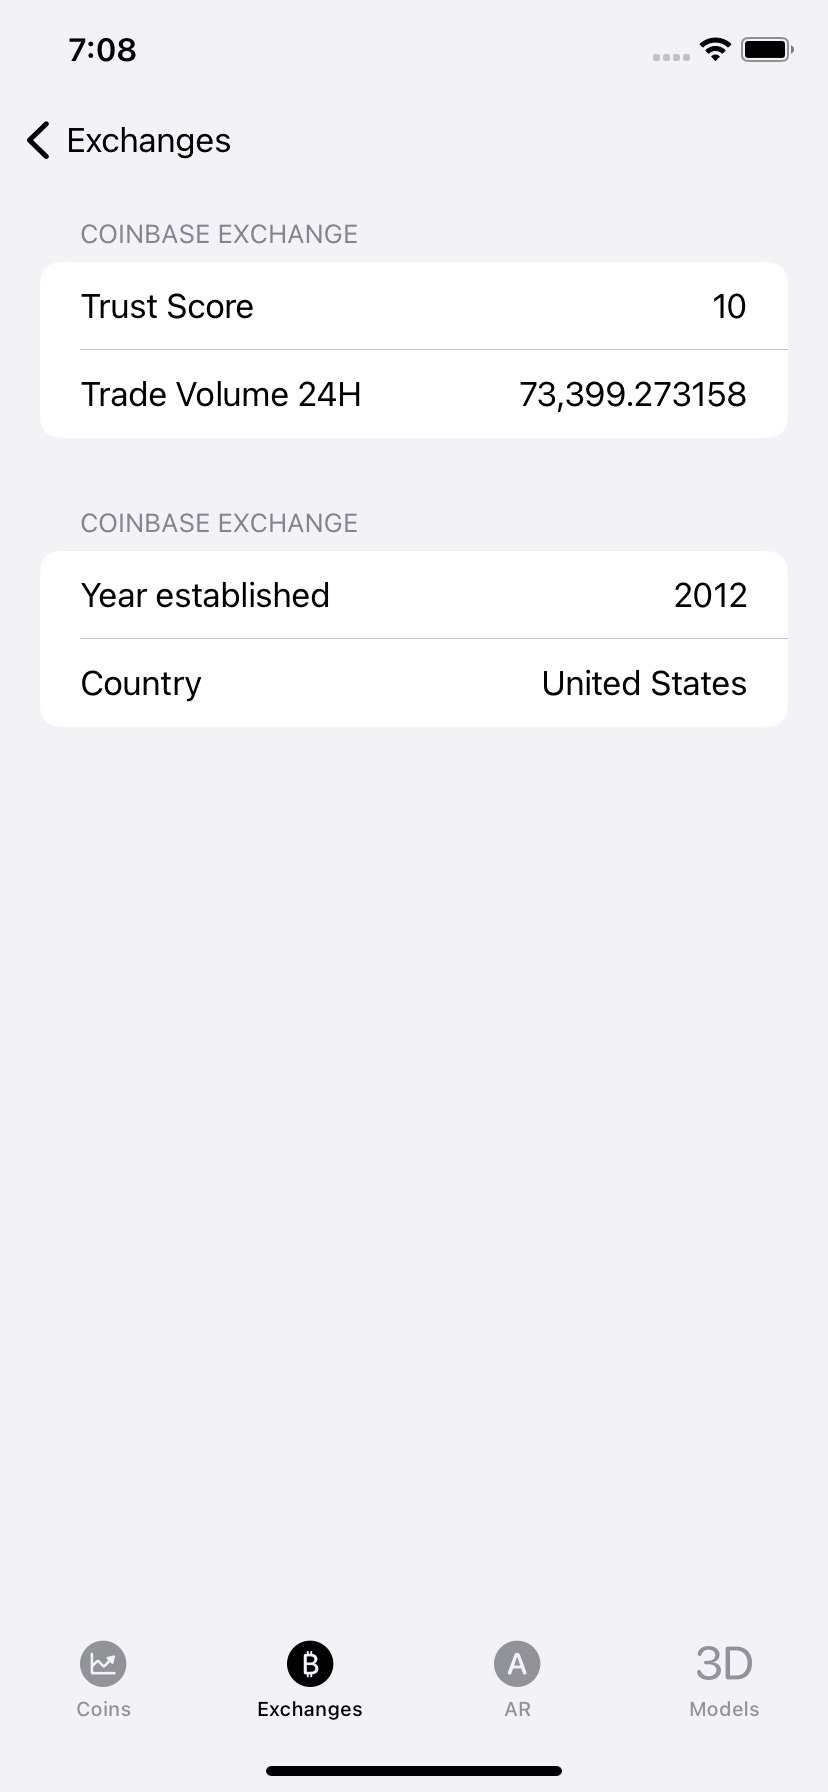 7:08
Exchanges
COINBASE EXCHANGE
Trust Score 10
Trade Volume 24H 73,399.273158
COINBASE EXCHANGE
Year established 2012
Country United States
B A 3D
Coins Exchanges AR Models